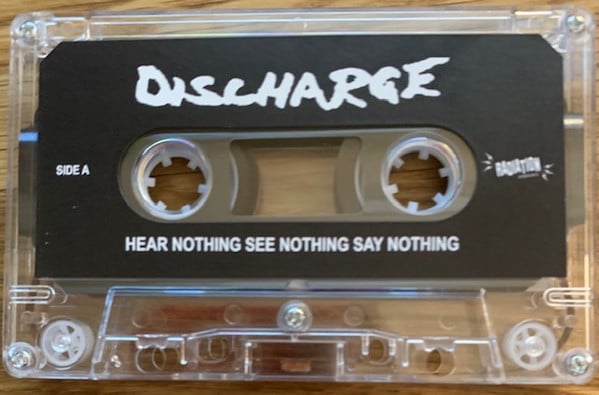 DISCHARGE
SIDE A
RADIATION
HEAR NOTHING SEE NOTHING SAY NOTHING